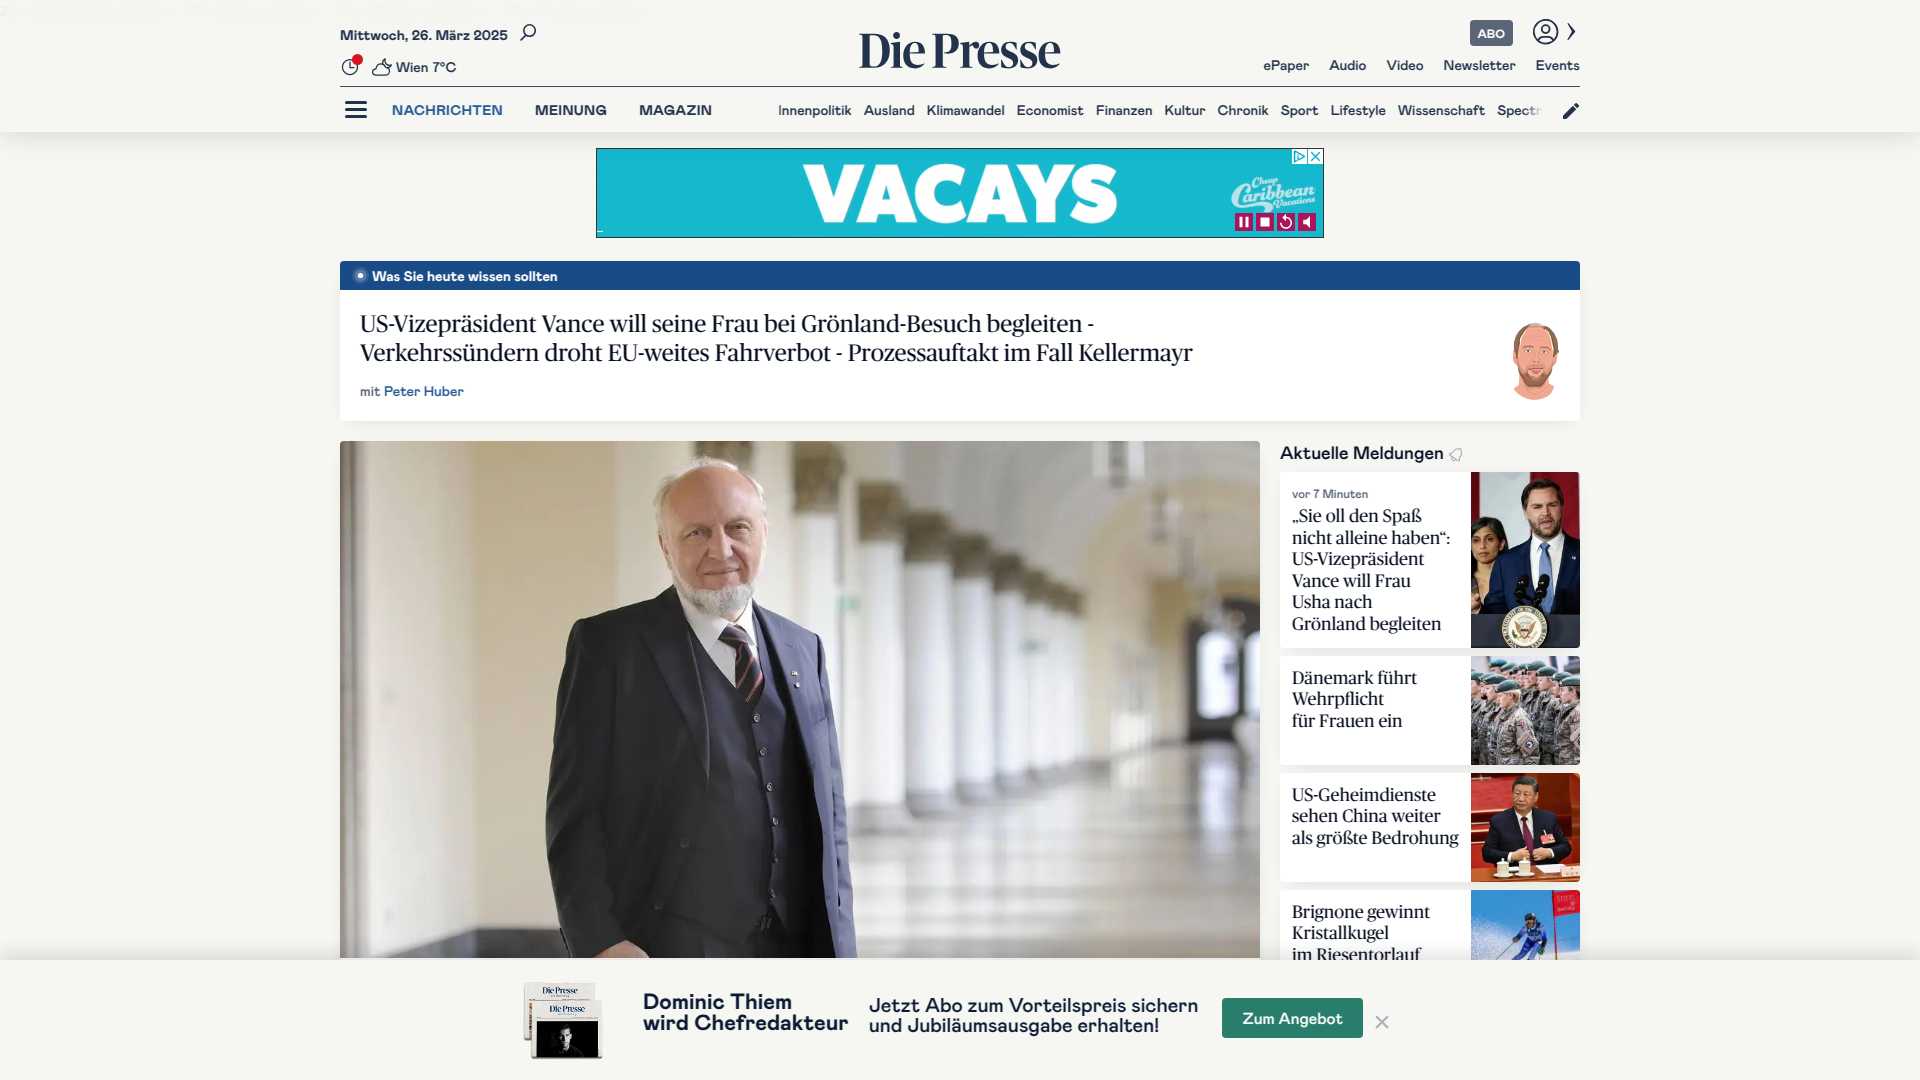 Mittwoch, 26. März 2025
Wien 7°C
Die Presse
ABO
ePaper Audio Video Newsletter Events
NACHRICHTEN MEINUNG MAGAZIN
Innenpolitik Ausland Klimawandel Economist Finanzen Kultur Chronik Sport Lifestyle Wissenschaft Spectr
VACAYS
Cheap
Caribbean
Vacations
Was Sie heute wissen sollten
US-Vizepräsident Vance will seine Frau bei Grönland-Besuch begleiten -
Verkehrssündern droht EU-weites Fahrverbot - Prozessauftakt im Fall Kellermayr
mit Peter Huber
Aktuelle Meldungen
vor 7 Minuten
„Sie oll den Spaß
nicht alleine haben“:
US-Vizepräsident
Vance will Frau
Usha nach
Grönland begleiten
Dänemark führt
Wehrpflicht
für Frauen ein
US-Geheimdienste
sehen China weiter
als größte Bedrohung
Brignone gewinnt
Kristallkugel
im Riesentorlauf
Die Presse
Die Presse
Dominic Thiem
wird Chefredakteur
Jetzt Abo zum Vorteilspreis sichern
und Jubiläumsausgabe erhalten!
Zum Angebot